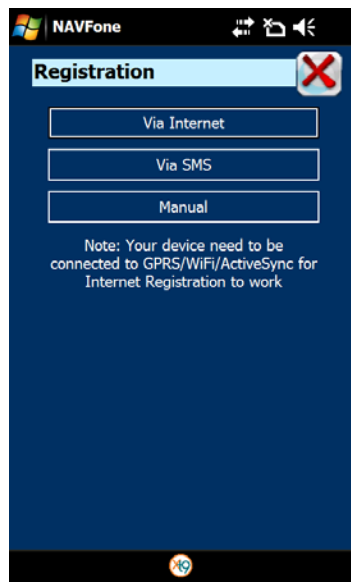 NAVFone
Registration
Via Internet
Via SMS
Manual
Note: Your device need to be
connected to GPRS/WiFi/ActiveSync for
Internet Registration to work